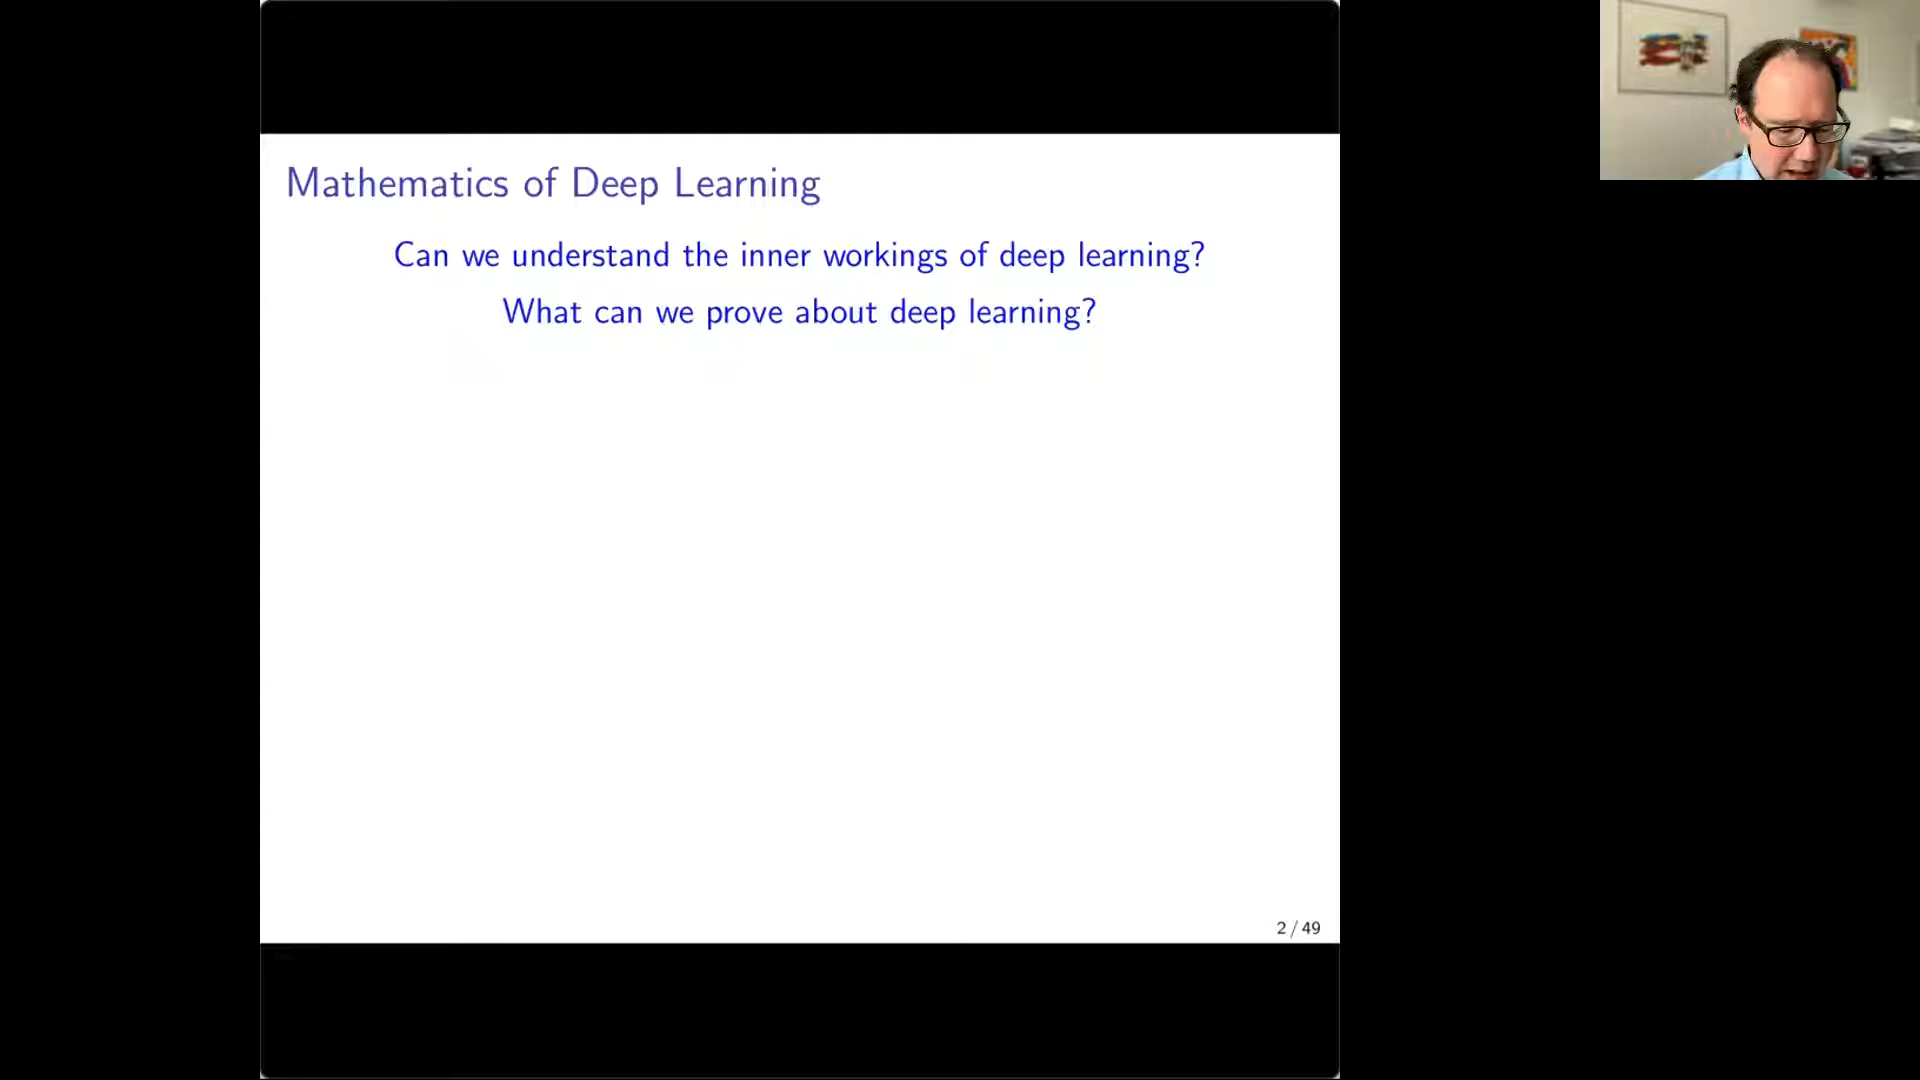 Mathematics of Deep Learning
Can we understand the inner workings of deep learning?
What can we prove about deep learning?
2 / 49